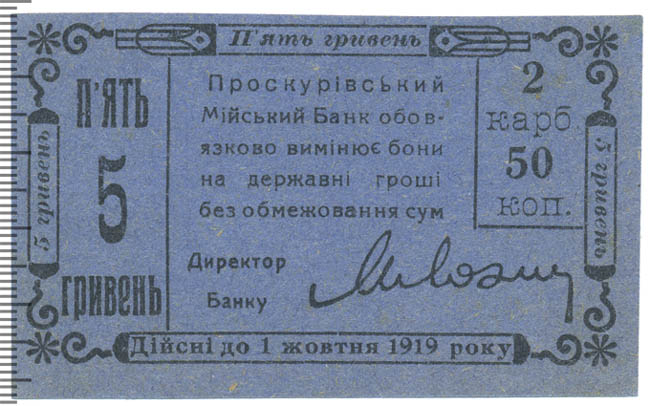 П'ять гривень
П'ЯТЬ
5
ГРИВЕНЬ
5 гривень
Проскурівський
Мійський Банк обов-
язково вимінює бони
на державні гроші
без обмежовання сум
Директор
Банку
2
карб.
50
коп.
5 гривень
Дійсні до 1 жовтня 1919 року